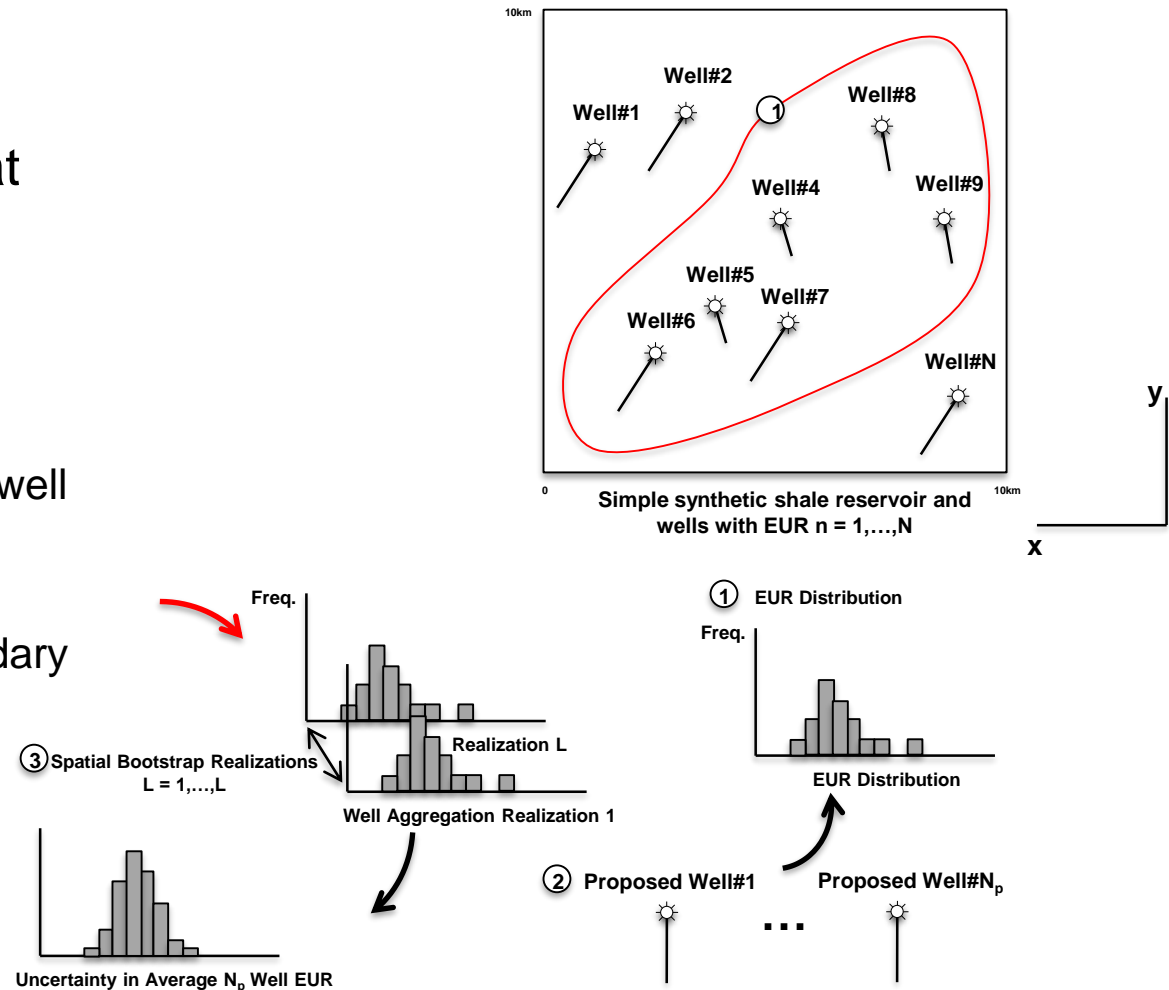 at
well
dary
10km
Well#2
Well#1
1
Well#8
Well#4
Well#9
Well#5
Well#7
Well#6
Well#N
0
10km
Simple synthetic shale reservoir and
wells with EUR n = 1,…,N
y
x
1 EUR Distribution
Freq.
EUR Distribution
Freq.
Realization L
3 Spatial Bootstrap Realizations
L = 1,…,L
Well Aggregation Realization 1
2 Proposed Well#1
…
Proposed Well#Np
Uncertainty in Average Np Well EUR